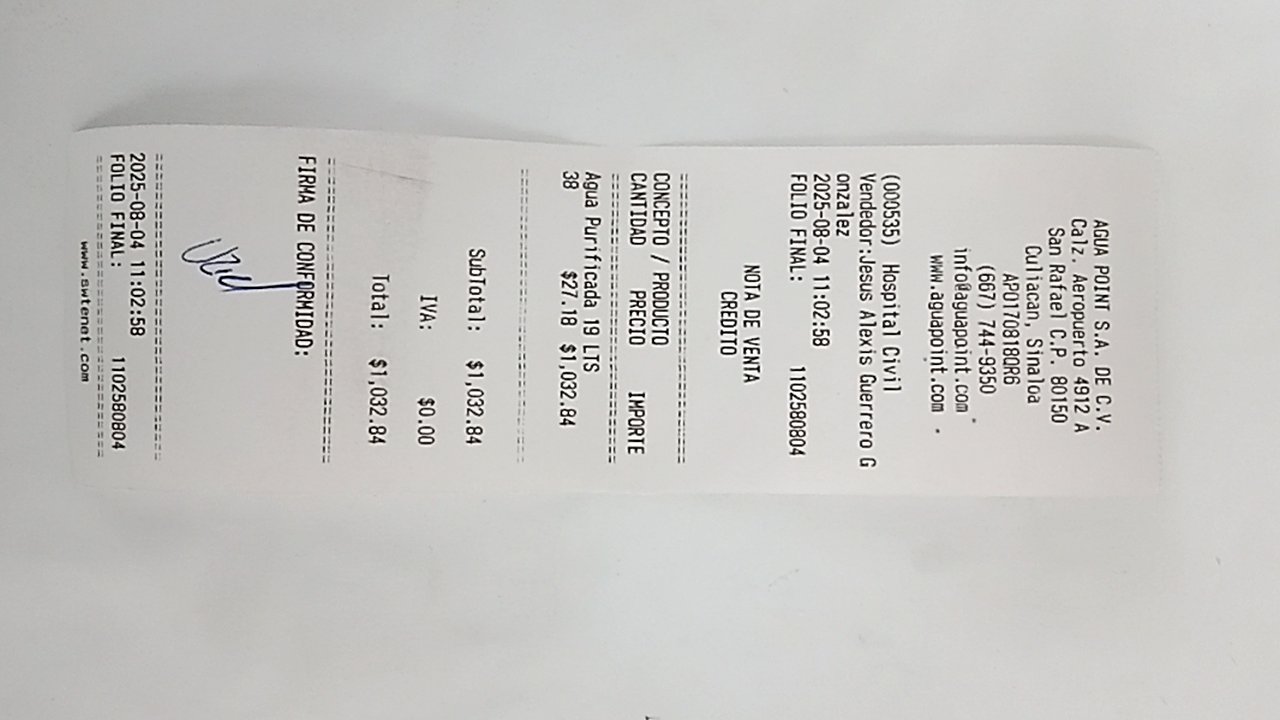 AGUA POINT S.A. DE C.V.
Calz. Aeropuerto 4912 A
San Rafael C.P. 80150
Culiacan, Sinaloa
APO170818QR6
(667) 744-9350
info@aguapoint.com
www.aguapoint.com
(000535) Hospital Civil
Vendedor:Jesus Alexis Guerrero G
onzalez
2025-08-04 11:02:58
FOLIO FINAL: 1102580804
NOTA DE VENTA
CREDITO
CONCEPTO / PRODUCTO
CANTIDAD PRECIO IMPORTE
Agua Purificada 19 LTS
38 $27.18 $1,032.84
SubTotal: $1,032.84
IVA: $0.00
Total: $1,032.84
FIRMA DE CONFORMIDAD:
2025-08-04 11:02:58
FOLIO FINAL: 1102580804
www.swtenet.com